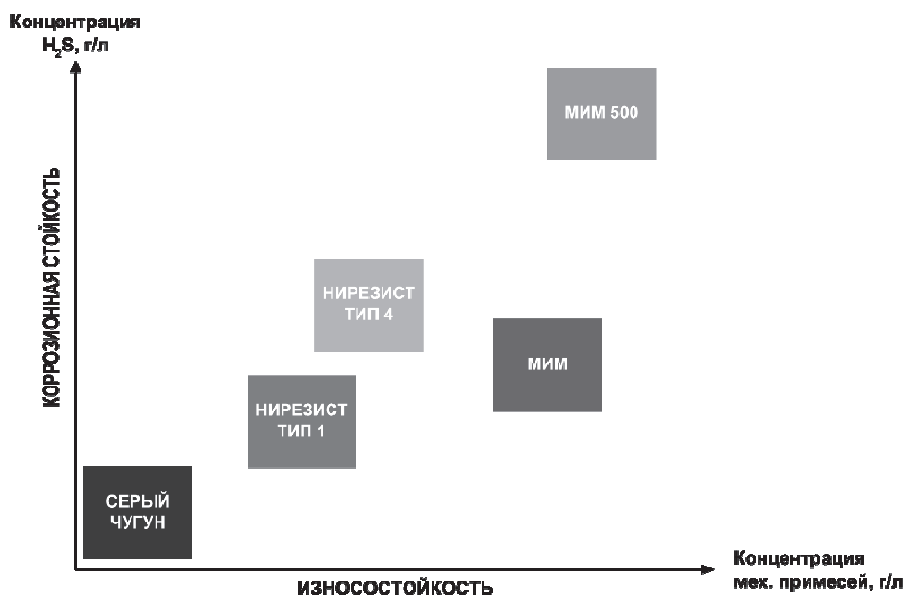 Концентрация
H₂S, г/л
КОРРОЗИОННАЯ СТОЙКОСТЬ
МИМ 500
НИРЕЗИСТ
ТИП 4
МИМ
НИРЕЗИСТ
ТИП 1
СЕРЫЙ
ЧУГУН
ИЗНОСОСТОЙКОСТЬ
Концентрация
мех. примесей, г/л